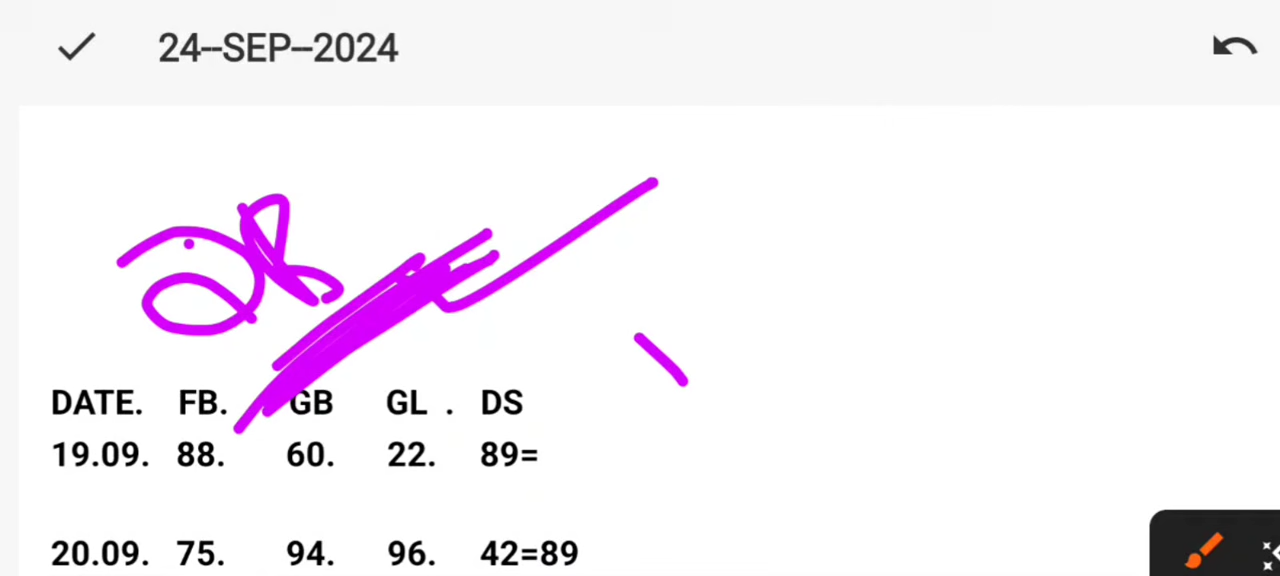 24--SEP--2024
28
DATE. FB. GB GL . DS
19.09. 88. 60. 22. 89=
20.09. 75. 94. 96. 42=89